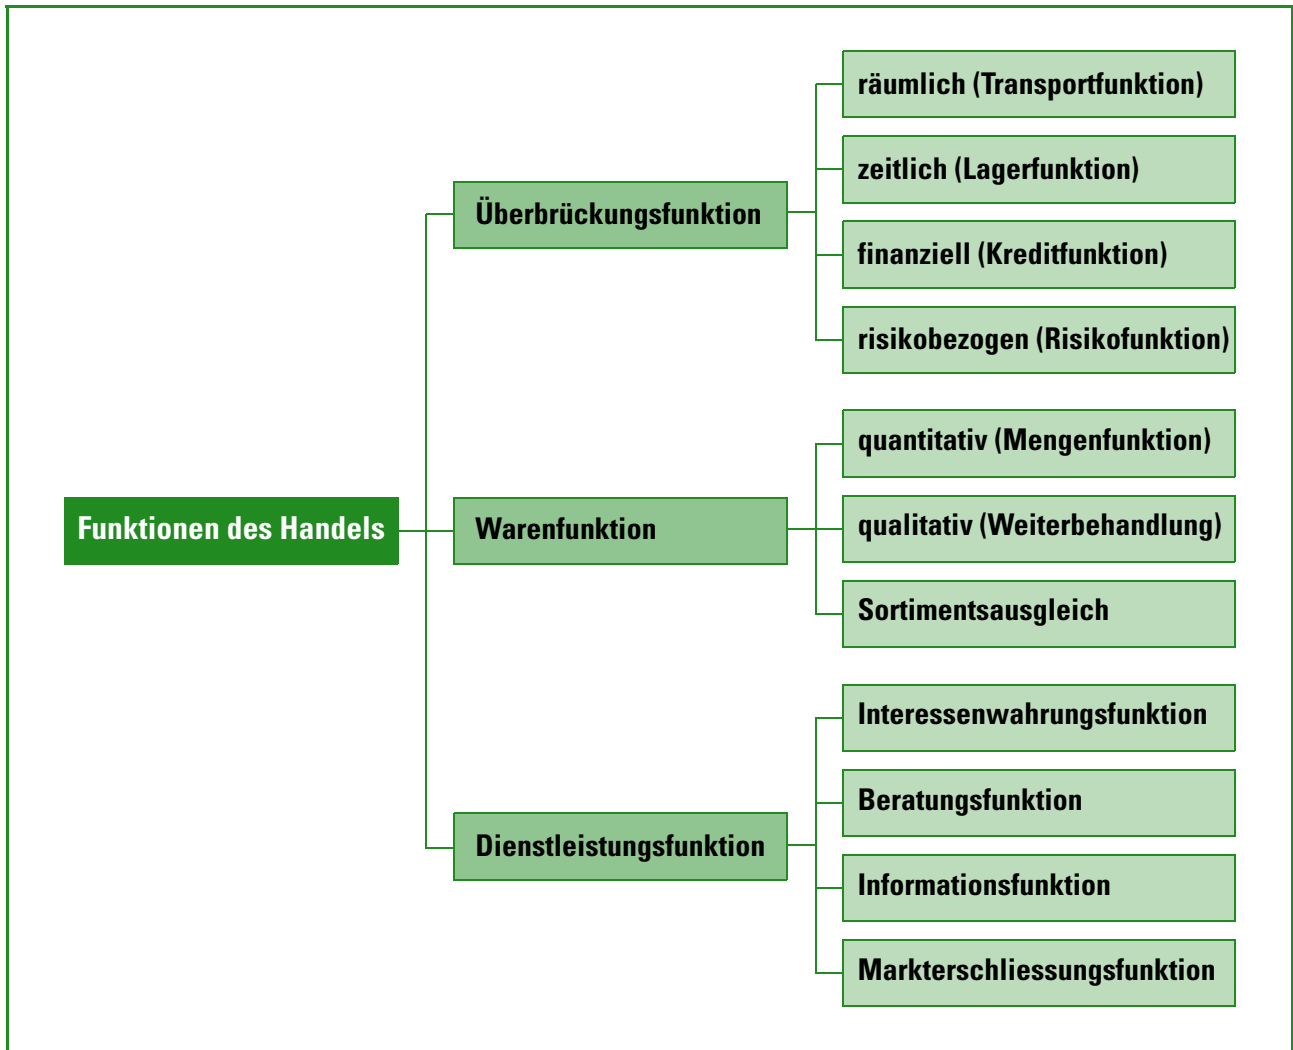 Funktionen des Handels
Überbrückungsfunktion
räumlich (Transportfunktion)
zeitlich (Lagerfunktion)
finanziell (Kreditfunktion)
risikobezogen (Risikofunktion)
Warenfunktion
quantitativ (Mengenfunktion)
qualitativ (Weiterbehandlung)
Sortimentsausgleich
Dienstleistungsfunktion
Interessenwahrungsfunktion
Beratungsfunktion
Informationsfunktion
Markterschliessungsfunktion